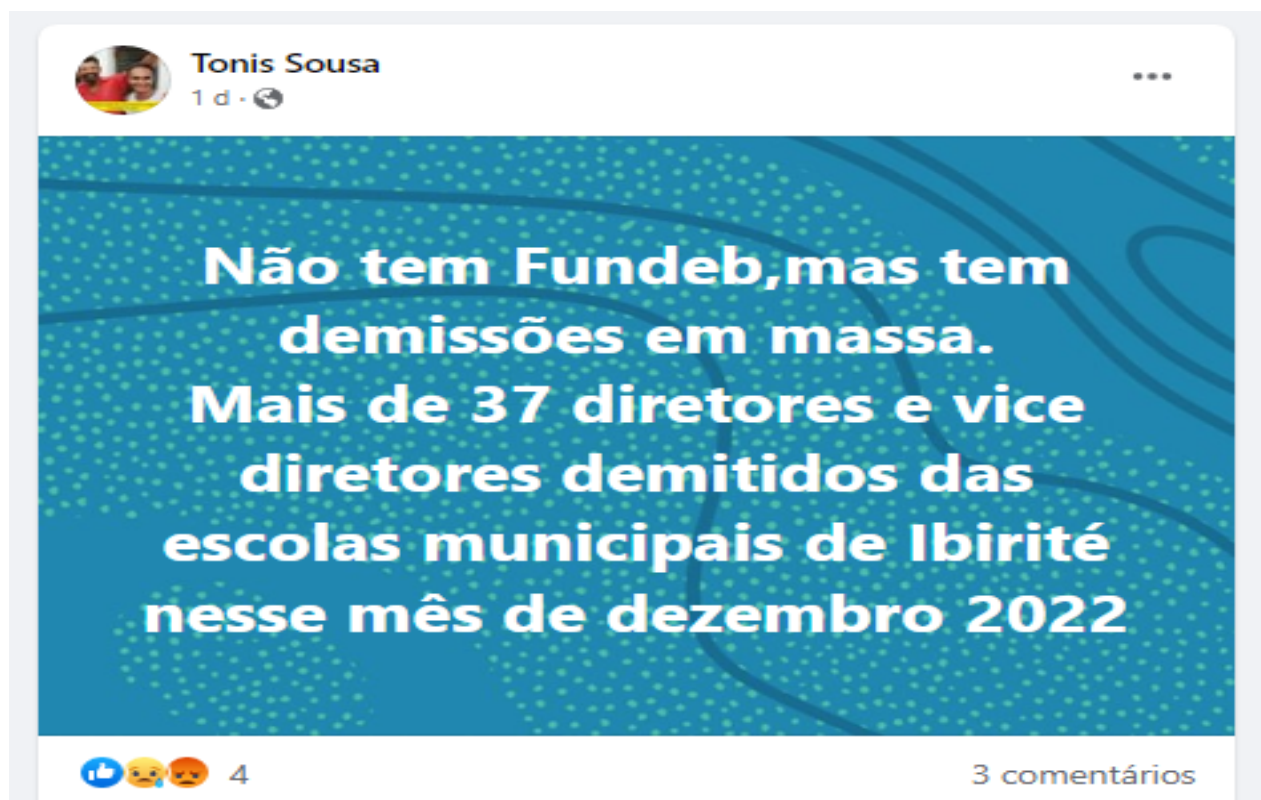 Tonis Sousa
1 d ·
Não tem Fundeb,mas tem
demissões em massa.
Mais de 37 diretores e vice
diretores demitidos das
escolas municipais de Ibirité
nesse mês de dezembro 2022
4
3 comentários